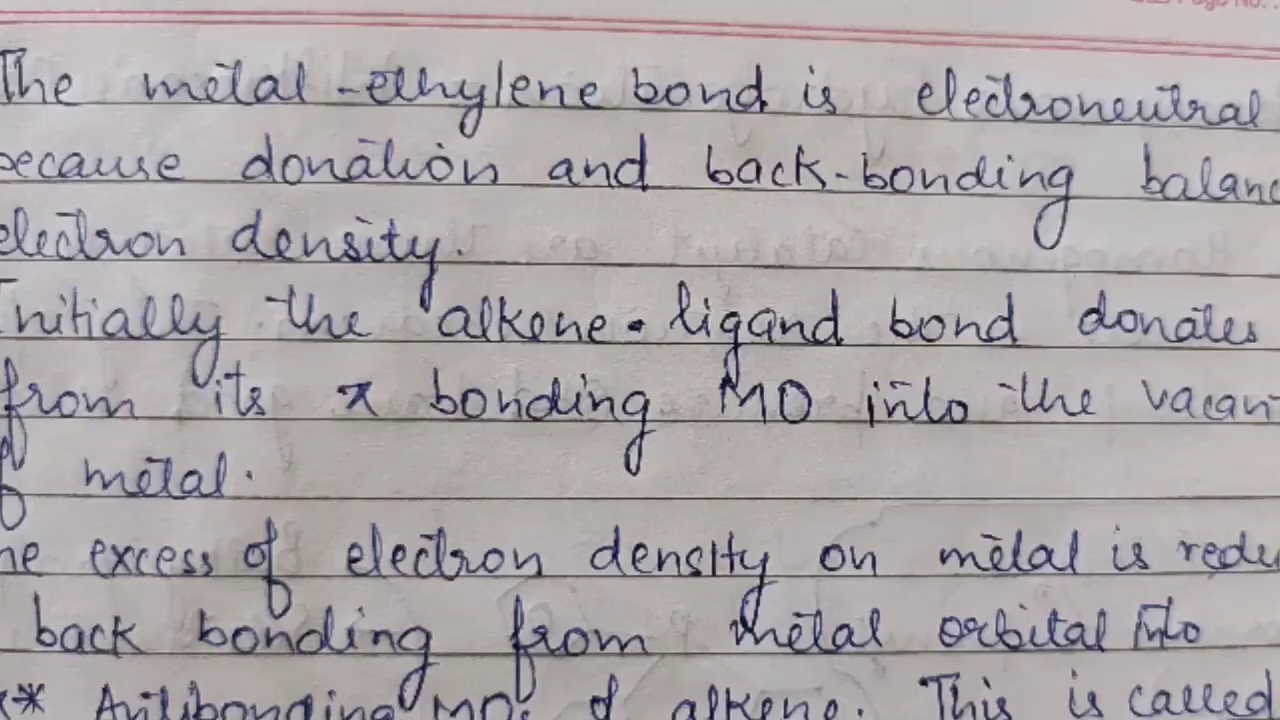 The metal-ethylene bond is electroneutral
because donation and back-bonding balanc
electron density.
Initially the alkene-ligand bond donates
from its π bonding MO into the vacan
of metal.
he excess of electron density on metal is redu
back bonding from metal orbital into
* Antibonding MO of alkene. This is called